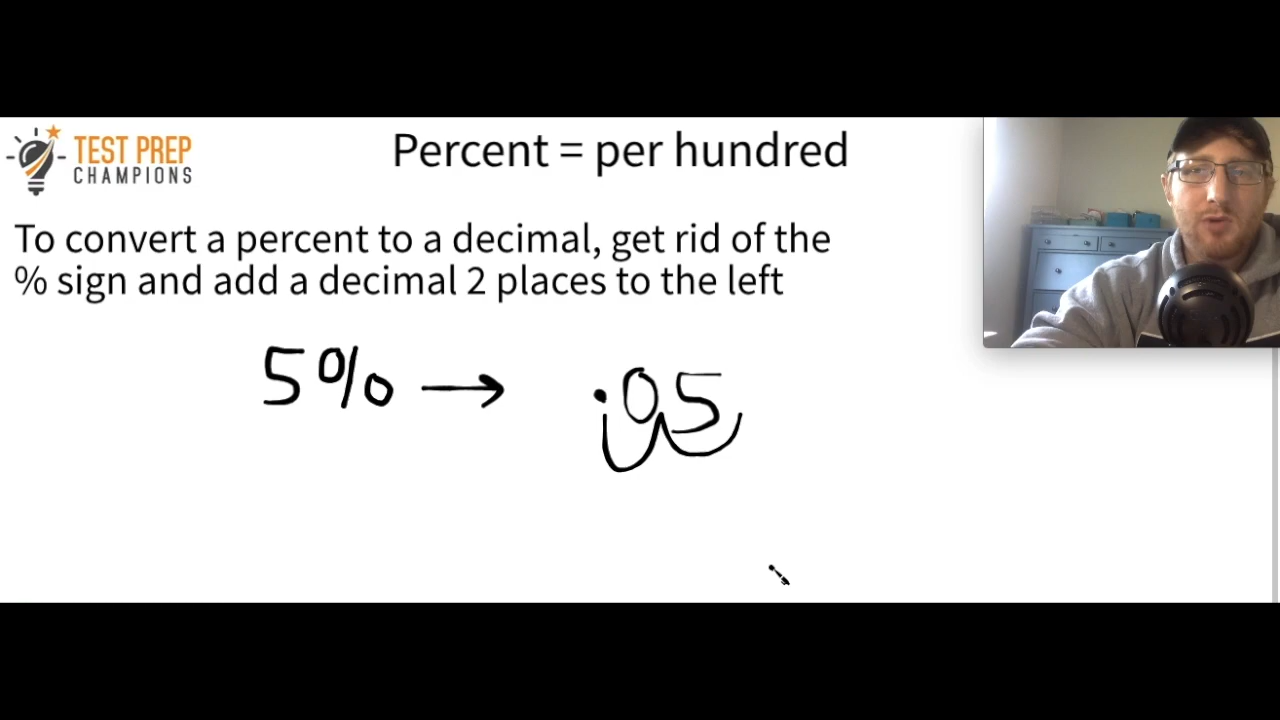 TEST PREP
CHAMPIONS
Percent = per hundred
To convert a percent to a decimal, get rid of the
% sign and add a decimal 2 places to the left
5% → .05